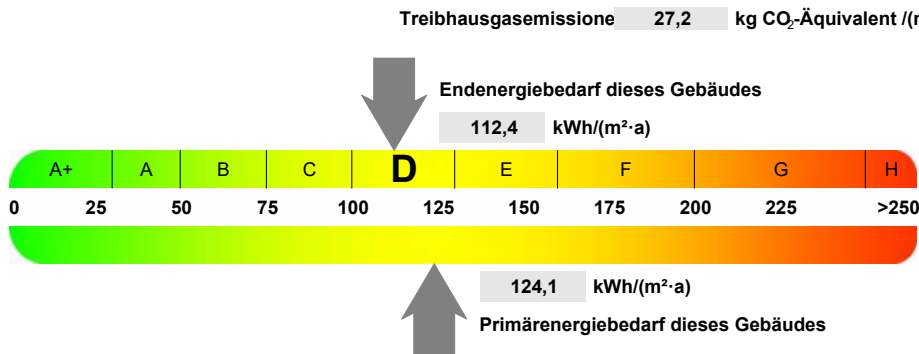 Treibhausgasemissione 27,2 kg CO₂-Äquivalent /(m
Endenergiebedarf dieses Gebäudes
112,4 kWh/(m²·a)
A+ A B C D E F G H
0 25 50 75 100 125 150 175 200 225 >250
124,1 kWh/(m²·a)
Primärenergiebedarf dieses Gebäudes